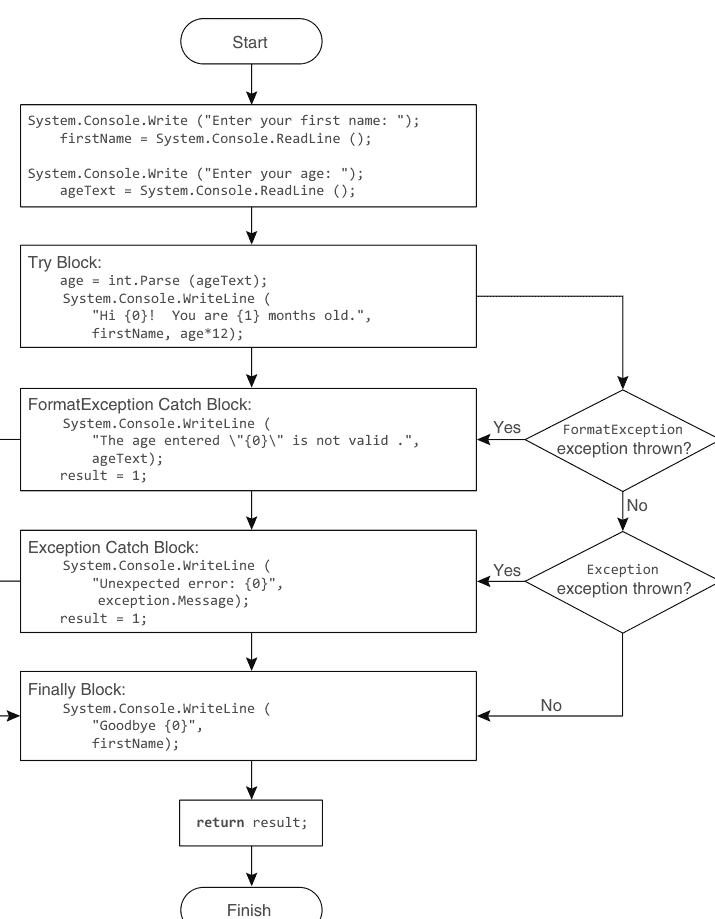 Start
System.Console.Write ("Enter your first name: ");
firstName = System.Console.ReadLine ();
System.Console.Write ("Enter your age: ");
ageText = System.Console.ReadLine ();
Try Block:
age = int.Parse (ageText);
System.Console.WriteLine (
"Hi {0}!  You are {1} months old.",
firstName, age*12);
FormatException Catch Block:
System.Console.WriteLine (
"The age entered \"{0}\" is not valid .",
ageText);
result = 1;
Yes
FormatException
exception thrown?
No
Exception Catch Block:
System.Console.WriteLine (
"Unexpected error: {0}",
exception.Message);
result = 1;
Yes
Exception
exception thrown?
Finally Block:
System.Console.WriteLine (
"Goodbye {0}",
firstName);
No
return result;
Finish